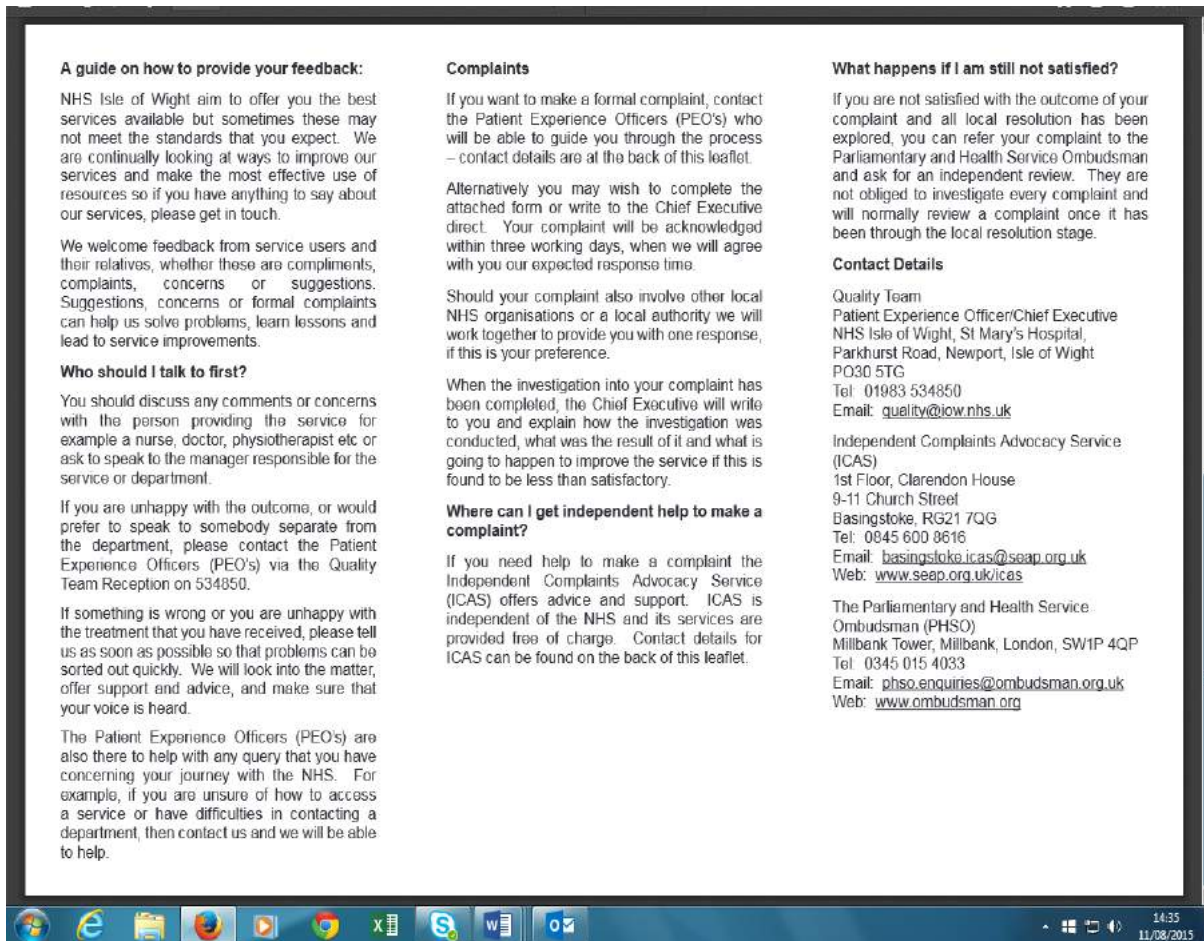 A guide on how to provide your feedback:
NHS Isle of Wight aim to offer you the best
services available but sometimes these may
not meet the standards that you expect. We
are continually looking at ways to improve our
services and make the most effective use of
resources so if you have anything to say about
our services, please get in touch.
We welcome feedback from service users and
their relatives, whether these are compliments,
complaints, concerns or suggestions.
Suggestions, concerns or formal complaints
can help us solve problems, learn lessons and
lead to service improvements.
Who should I talk to first?
You should discuss any comments or concerns
with the person providing the service for
example a nurse, doctor, physiotherapist etc or
ask to speak to the manager responsible for the
service or department.
If you are unhappy with the outcome, or would
prefer to speak to somebody separate from
the department, please contact the Patient
Experience Officers (PEO's) via the Quality
Team Reception on 534850.
If something is wrong or you are unhappy with
the treatment that you have received, please tell
us as soon as possible so that problems can be
sorted out quickly. We will look into the matter,
offer support and advice, and make sure that
your voice is heard.
The Patient Experience Officers (PEO's) are
also there to help with any query that you have
concerning your journey with the NHS. For
example, if you are unsure of how to access
a service or have difficulties in contacting a
department, then contact us and we will be able
to help.
Complaints
If you want to make a formal complaint, contact
the Patient Experience Officers (PEO's) who
will be able to guide you through the process
– contact details are at the back of this leaflet.
Alternatively you may wish to complete the
attached form or write to the Chief Executive
direct. Your complaint will be acknowledged
within three working days, when we will agree
with you our expected response time.
Should your complaint also involve other local
NHS organisations or a local authority we will
work together to provide you with one response,
if this is your preference.
When the investigation into your complaint has
been completed, the Chief Executive will write
to you and explain how the investigation was
conducted, what was the result of it and what is
going to happen to improve the service if this is
found to be less than satisfactory.
Where can I get independent help to make a
complaint?
If you need help to make a complaint the
Independent Complaints Advocacy Service
(ICAS) offers advice and support. ICAS is
independent of the NHS and its services are
provided free of charge. Contact details for
ICAS can be found on the back of this leaflet.
What happens if I am still not satisfied?
If you are not satisfied with the outcome of your
complaint and all local resolution has been
explored, you can refer your complaint to the
Parliamentary and Health Service Ombudsman
and ask for an independent review. They are
not obliged to investigate every complaint and
will normally review a complaint once it has
been through the local resolution stage.
Contact Details
Quality Team
Patient Experience Officer/Chief Executive
NHS Isle of Wight, St Mary's Hospital,
Parkhurst Road, Newport, Isle of Wight
PO30 5TG
Tel: 01983 534850
Email: quality@iow.nhs.uk
Independent Complaints Advocacy Service
(ICAS)
1st Floor, Clarendon House
9-11 Church Street
Basingstoke, RG21 7QG
Tel: 0845 600 8616
Email: basingstoke.icas@seap.org.uk
Web: www.seap.org.uk/icas
The Parliamentary and Health Service
Ombudsman (PHSO)
Millbank Tower, Millbank, London, SW1P 4QP
Tel: 0345 015 4033
Email: phso.enquiries@ombudsman.org.uk
Web: www.ombudsman.org
14:35
11/08/2015